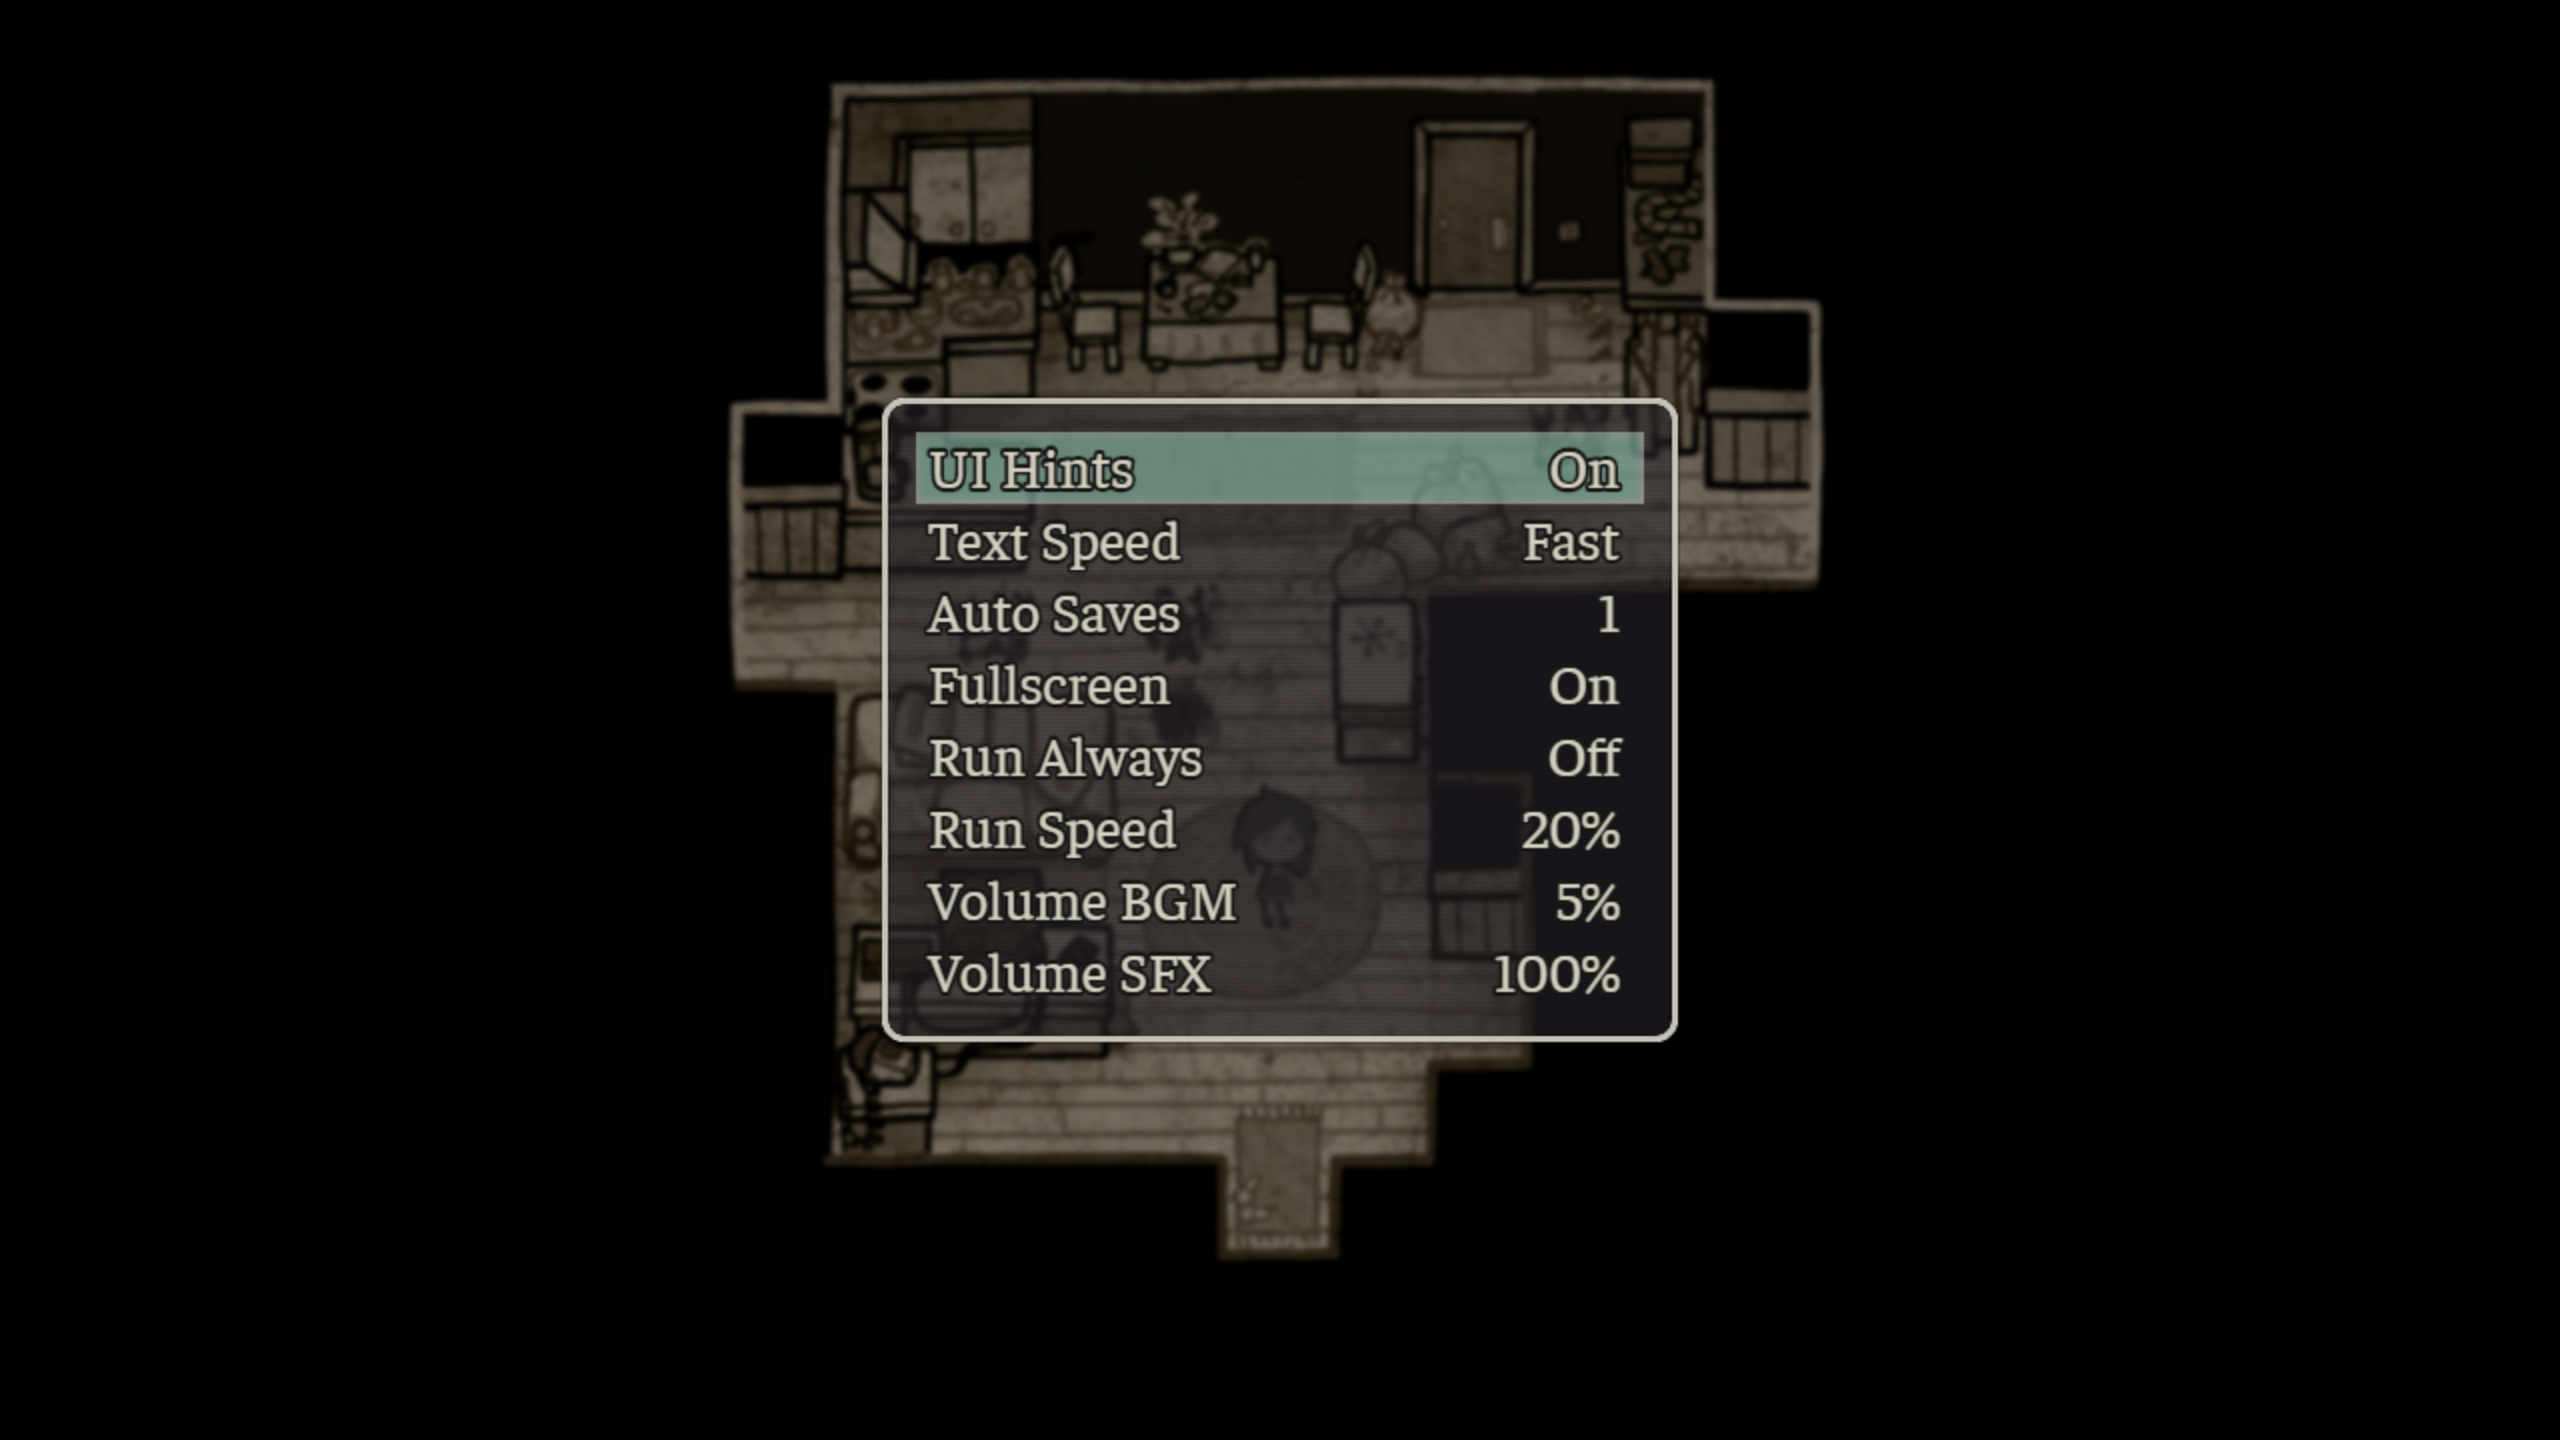 UI Hints On
Text Speed Fast
Auto Saves 1
Fullscreen On
Run Always Off
Run Speed 20%
Volume BGM 5%
Volume SFX 100%